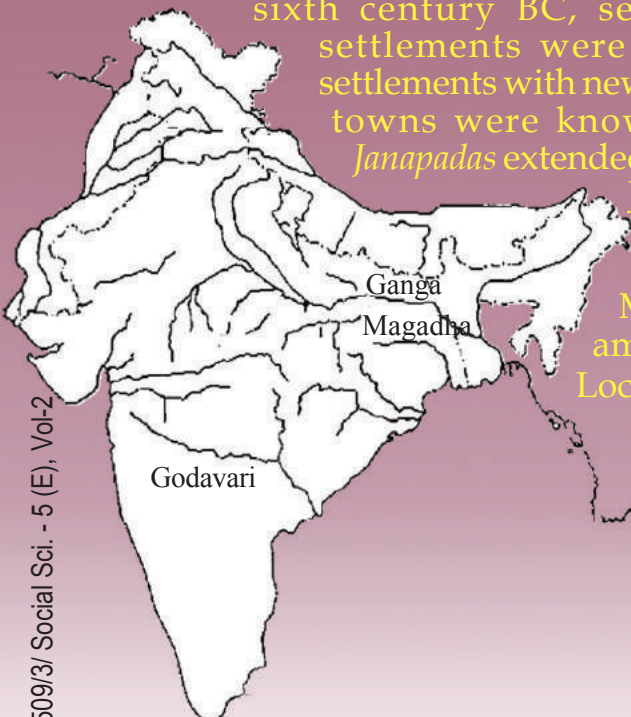 sixth century BC, se
settlements were
settlements with new
towns were know
Janapadas extended
M
am
Loc
Ganga
Magadha
Godavari
509/3/ Social Sci. - 5 (E), Vol-2